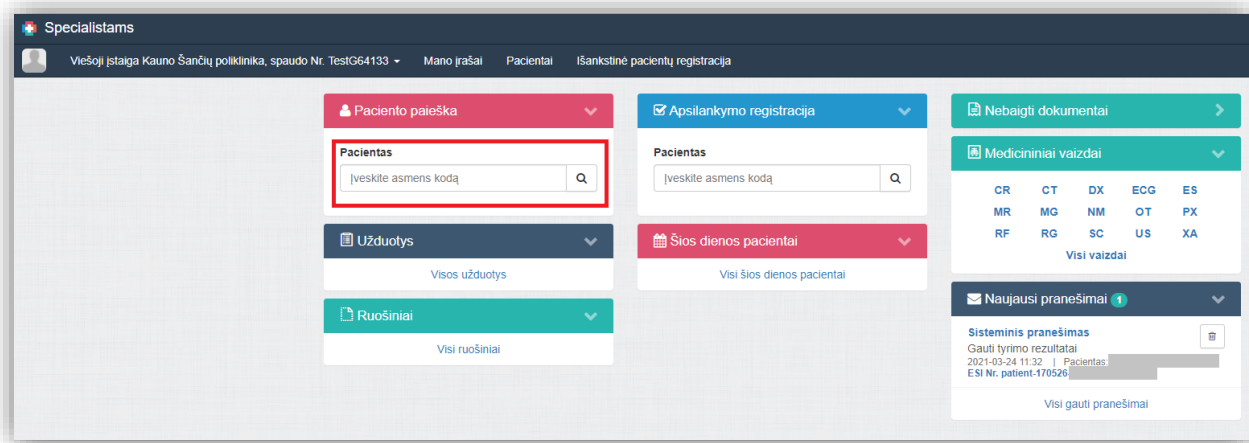 Specialistams
Viešoji įstaiga Kauno Šančių poliklinika, spaudo Nr. TestG64133 Mano įrašai Pacientai Išankstinė pacientų registracija
Paciento paieška
Pacientas
Įveskite asmens kodą
Užduotys
Visos užduotys
Ruošiniai
Visi ruošiniai
Apsilankymo registracija
Pacientas
Įveskite asmens kodą
Šios dienos pacientai
Visi šios dienos pacientai
Nebaigti dokumentai
Medicininiai vaizdai
CR CT DX ECG ES
MR MG NM OT PX
RF RG SC US XA
Visi vaizdai
Naujausi pranešimai 1
Sisteminis pranešimas
Gauti tyrimo rezultatai
2021-03-24 11:32 | Pacientas:
ESI Nr. patient-170526-
Visi gauti pranešimai